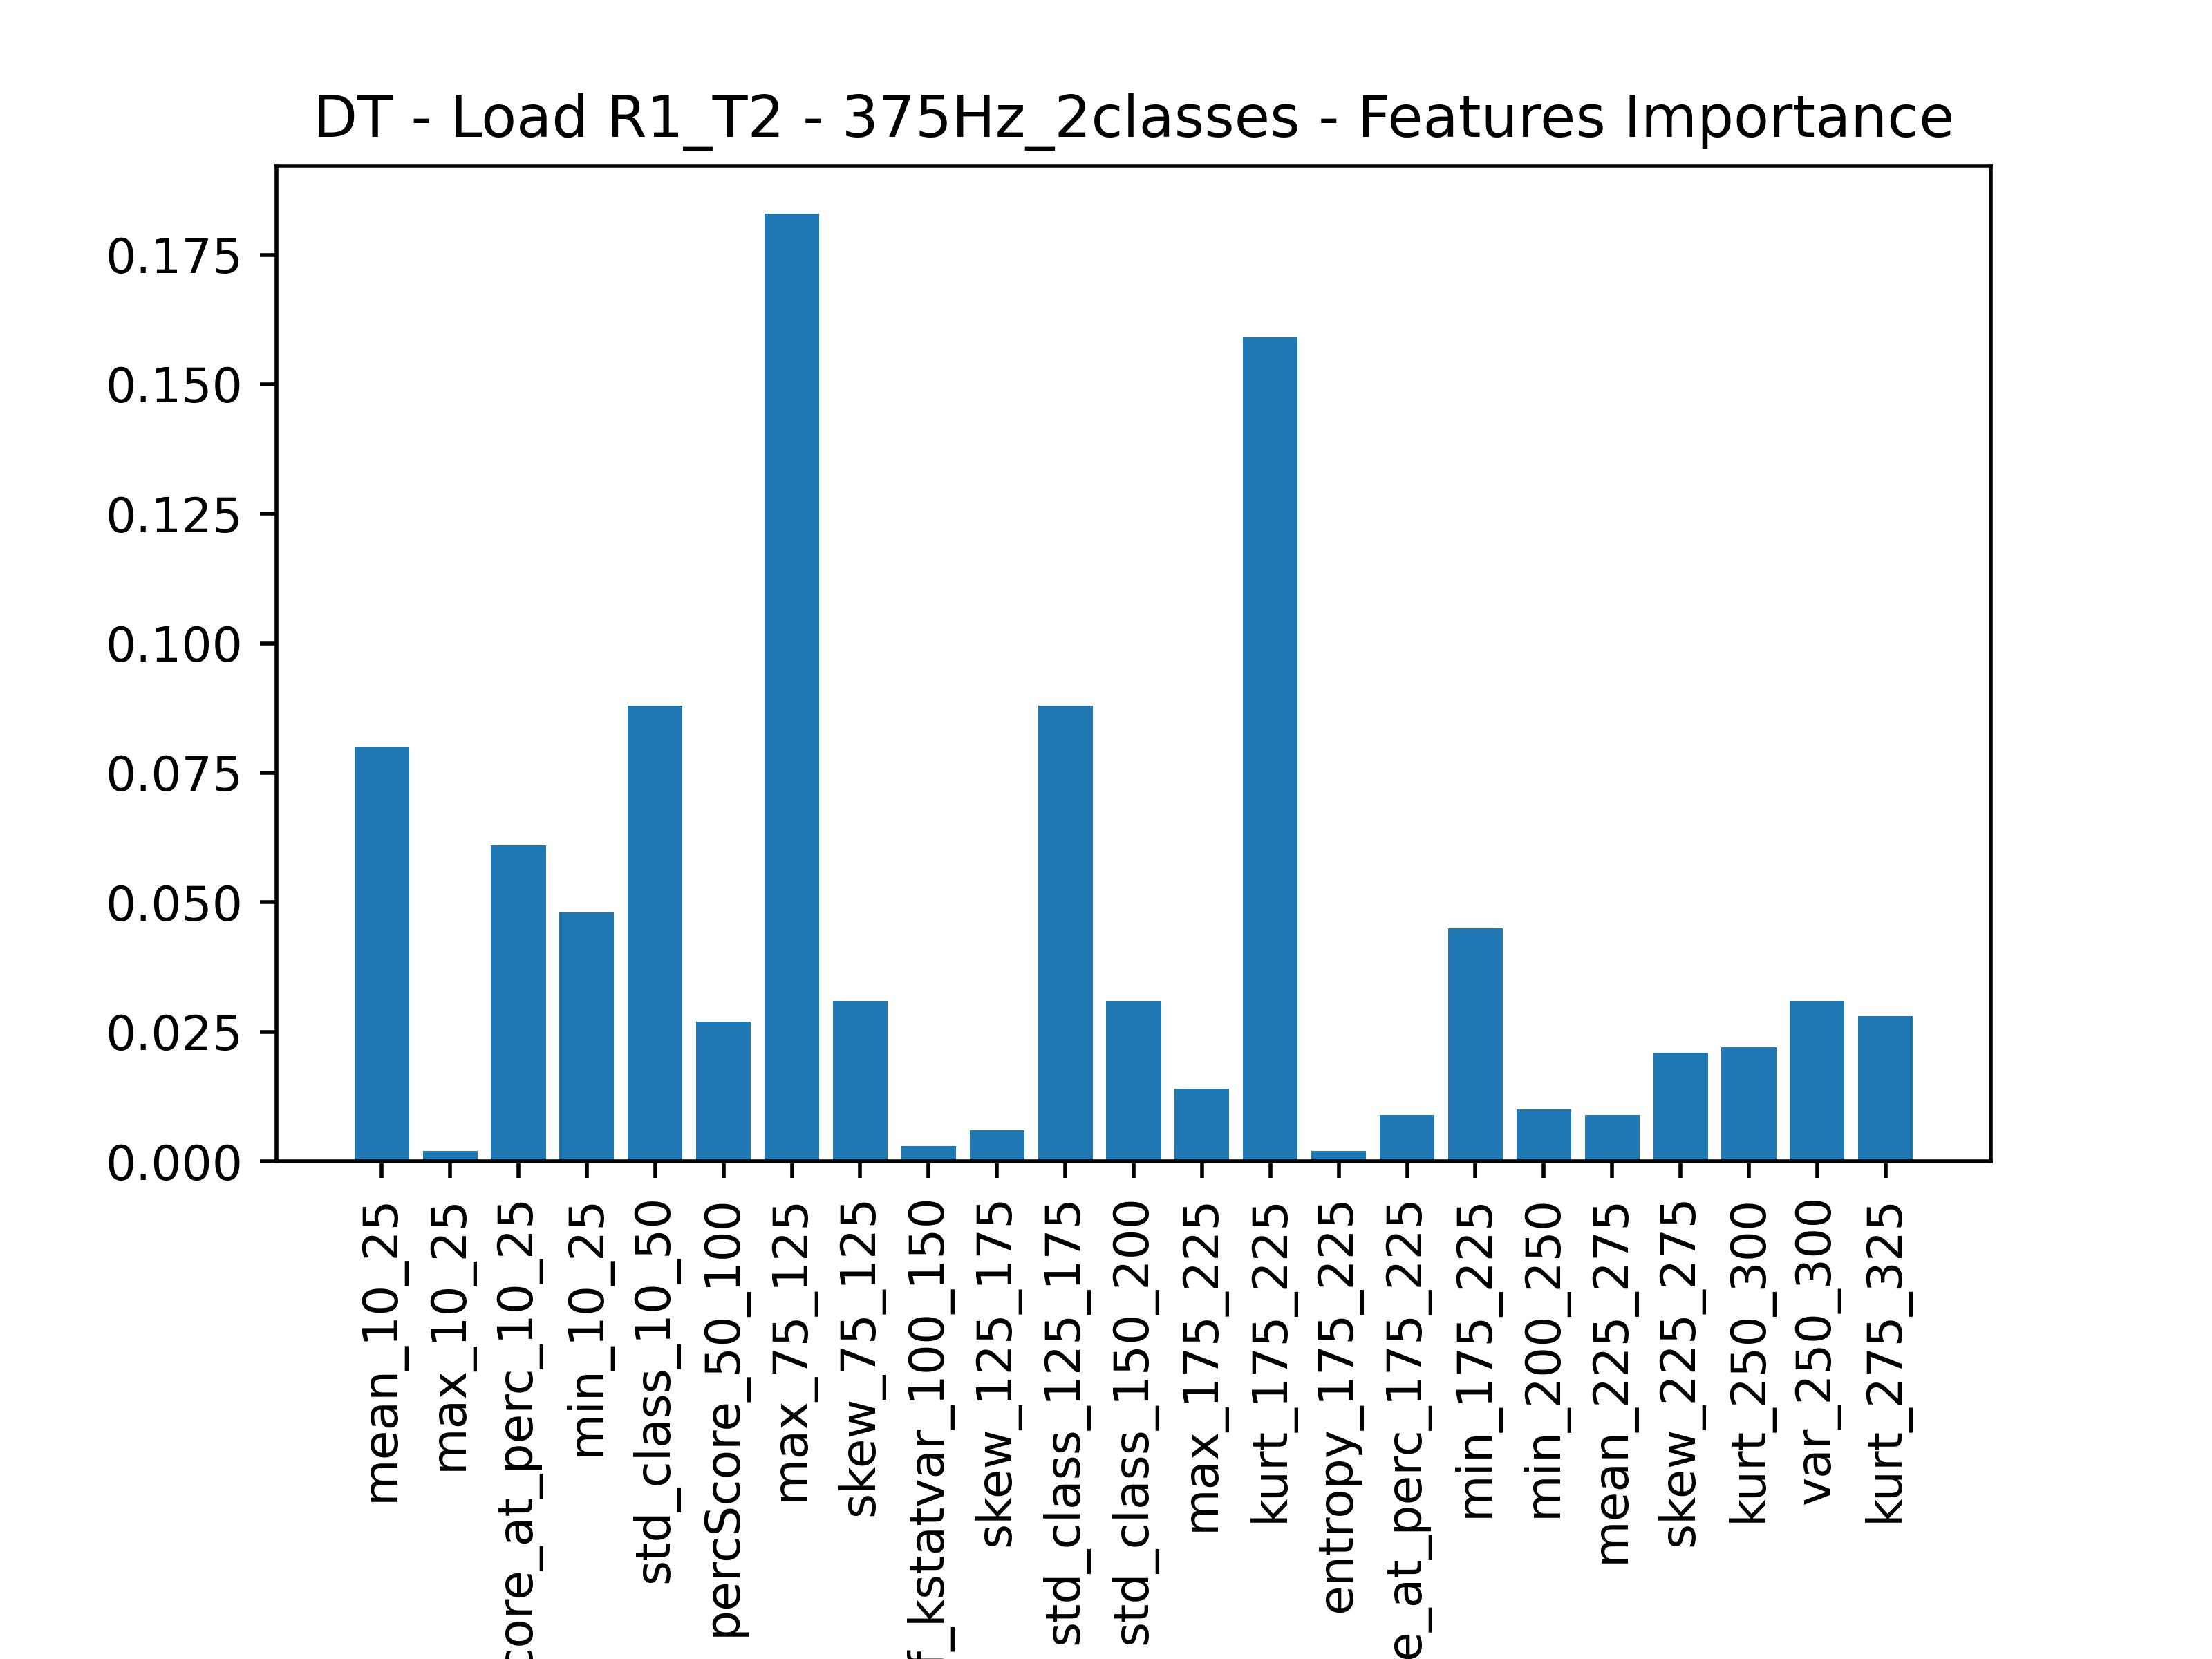 DT - Load R1_T2 - 375Hz_2classes - Features Importance
0.175
0.150
0.125
0.100
0.075
0.050
0.025
0.000
mean_10_25
max_10_25
core_at_perc_10_25
min_10_25
std_class_10_50
percScore_50_100
max_75_125
skew_75_125
f_kstatvar_100_150
skew_125_175
std_class_125_175
std_class_150_200
max_175_225
kurt_175_225
entropy_175_225
e_at_perc_175_225
min_175_225
min_200_250
mean_225_275
skew_225_275
kurt_250_300
var_250_300
kurt_275_325